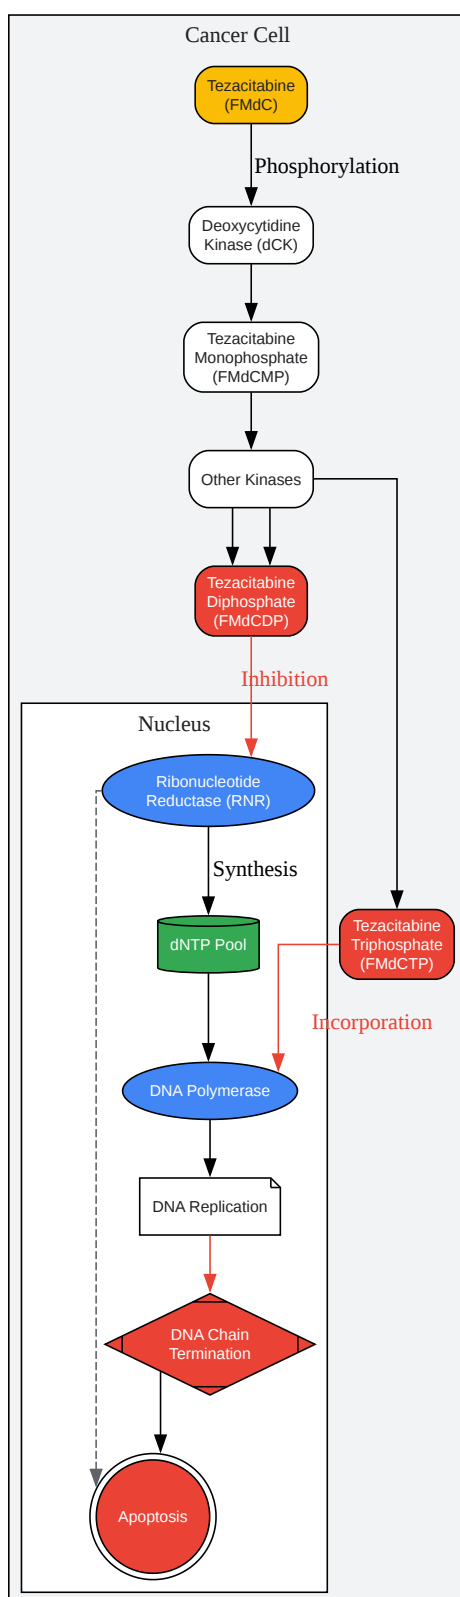 Cancer Cell
Tezacitabine
(FMdC)
Phosphorylation
Deoxycytidine
Kinase (dCK)
Tezacitabine
Monophosphate
(FMdCMP)
Other Kinases
Tezacitabine
Diphosphate
(FMdCDP)
Inhibition
Nucleus
Ribonucleotide
Reductase (RNR)
Synthesis
dNTP Pool
Tezacitabine
Triphosphate
(FMdCTP)
Incorporation
DNA Polymerase
DNA Replication
DNA Chain
Termination
Apoptosis